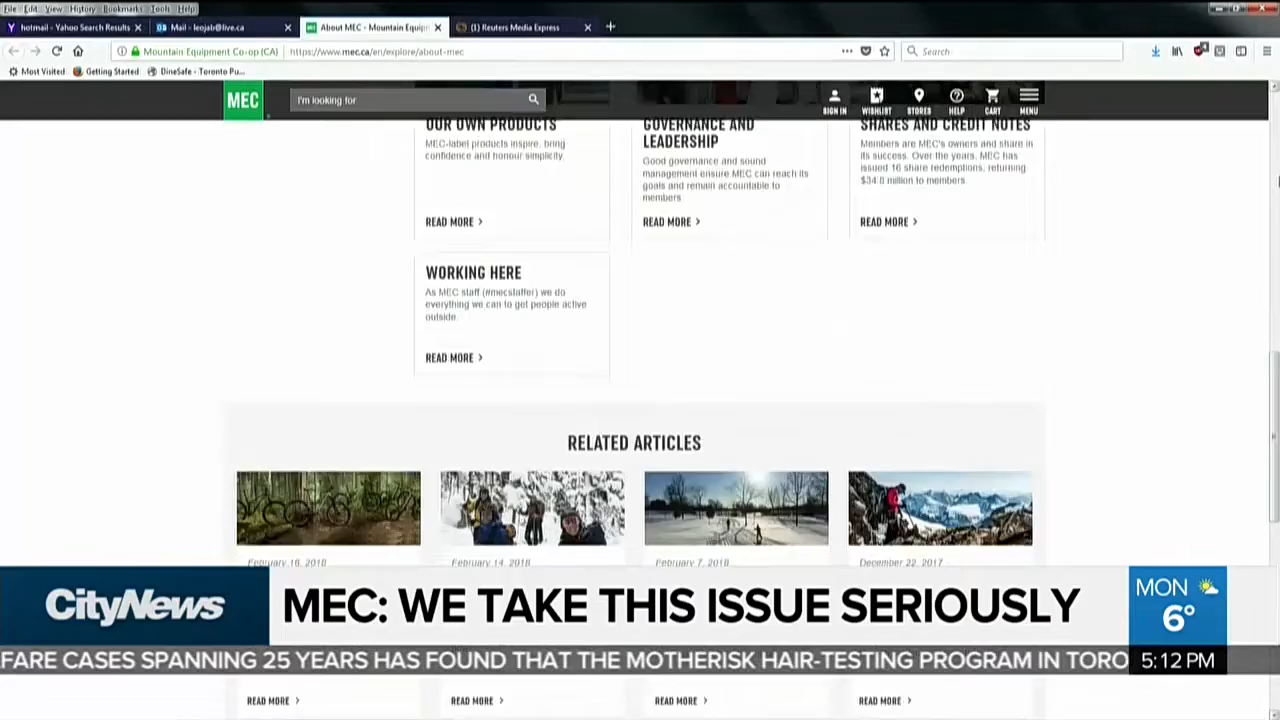 File Edit View History Bookmarks Tools Help
hotmail - Yahoo Search Results
Mail - leojab@live.ca
About MEC - Mountain Equipm
(1) Reuters Media Express
Mountain Equipment Co-op (CA)
https://www.mec.ca/en/explore/about-mec
Search
Most Visited
Getting Started
DineSafe - Toronto Pu...
MEC
I'm looking for
SIGN IN
WISHLIST
STORES
HELP
CART
MENU
OUR OWN PRODUCTS
MEC-label products inspire, bring
confidence and honour simplicity
READ MORE >
GOVERNANCE AND
LEADERSHIP
Good governance and sound
management ensure MEC can reach its
goals and remain accountable to
members
READ MORE >
SHARES AND CREDIT NOTES
Members are MEC's owners and share in
its success. Over the years, MEC has
issued 16 share redemptions, returning
$34.8 million to members.
READ MORE >
WORKING HERE
As MEC staff (#mecstaffer) we do
everything we can to get people active
outside.
READ MORE >
RELATED ARTICLES
February 16, 2018
February 14, 2018
February 7, 2018
December 22, 2017
CityNews
MEC: WE TAKE THIS ISSUE SERIOUSLY
MON
6°
FARE CASES SPANNING 25 YEARS HAS FOUND THAT THE MOTHERISK HAIR-TESTING PROGRAM IN TORO
5:12 PM
READ MORE >
READ MORE >
READ MORE >
READ MORE >